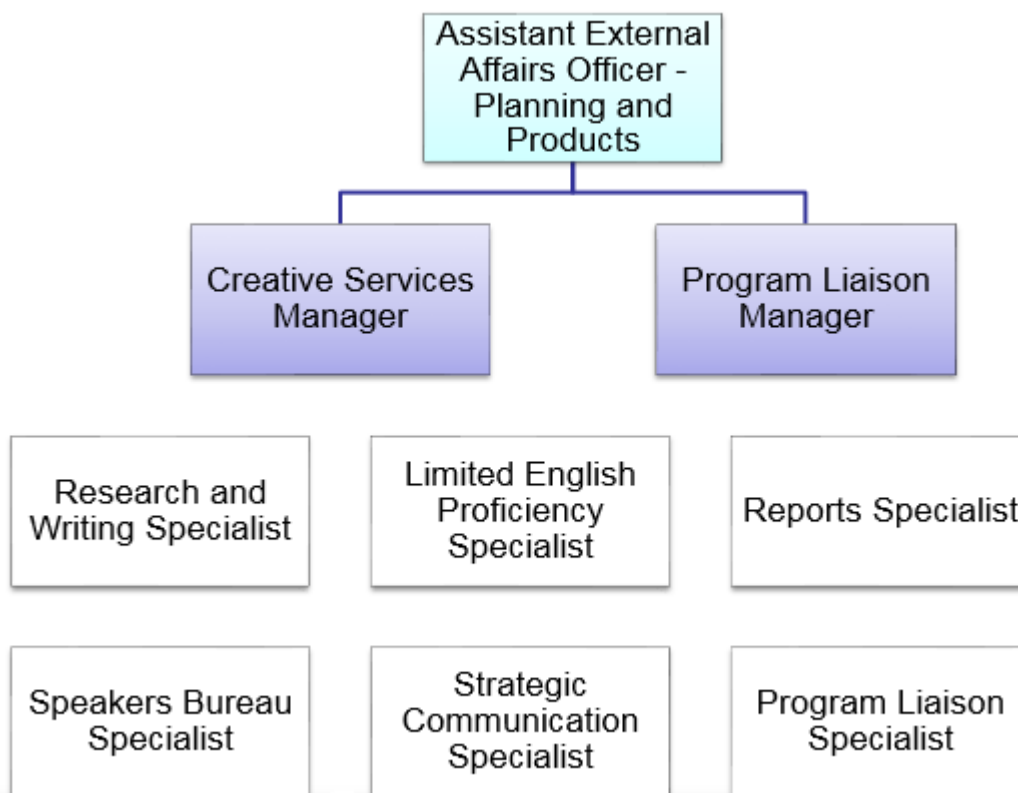 Assistant External
Affairs Officer -
Planning and
Products
Creative Services
Manager
Program Liaison
Manager
Research and
Writing Specialist
Limited English
Proficiency
Specialist
Reports Specialist
Speakers Bureau
Specialist
Strategic
Communication
Specialist
Program Liaison
Specialist